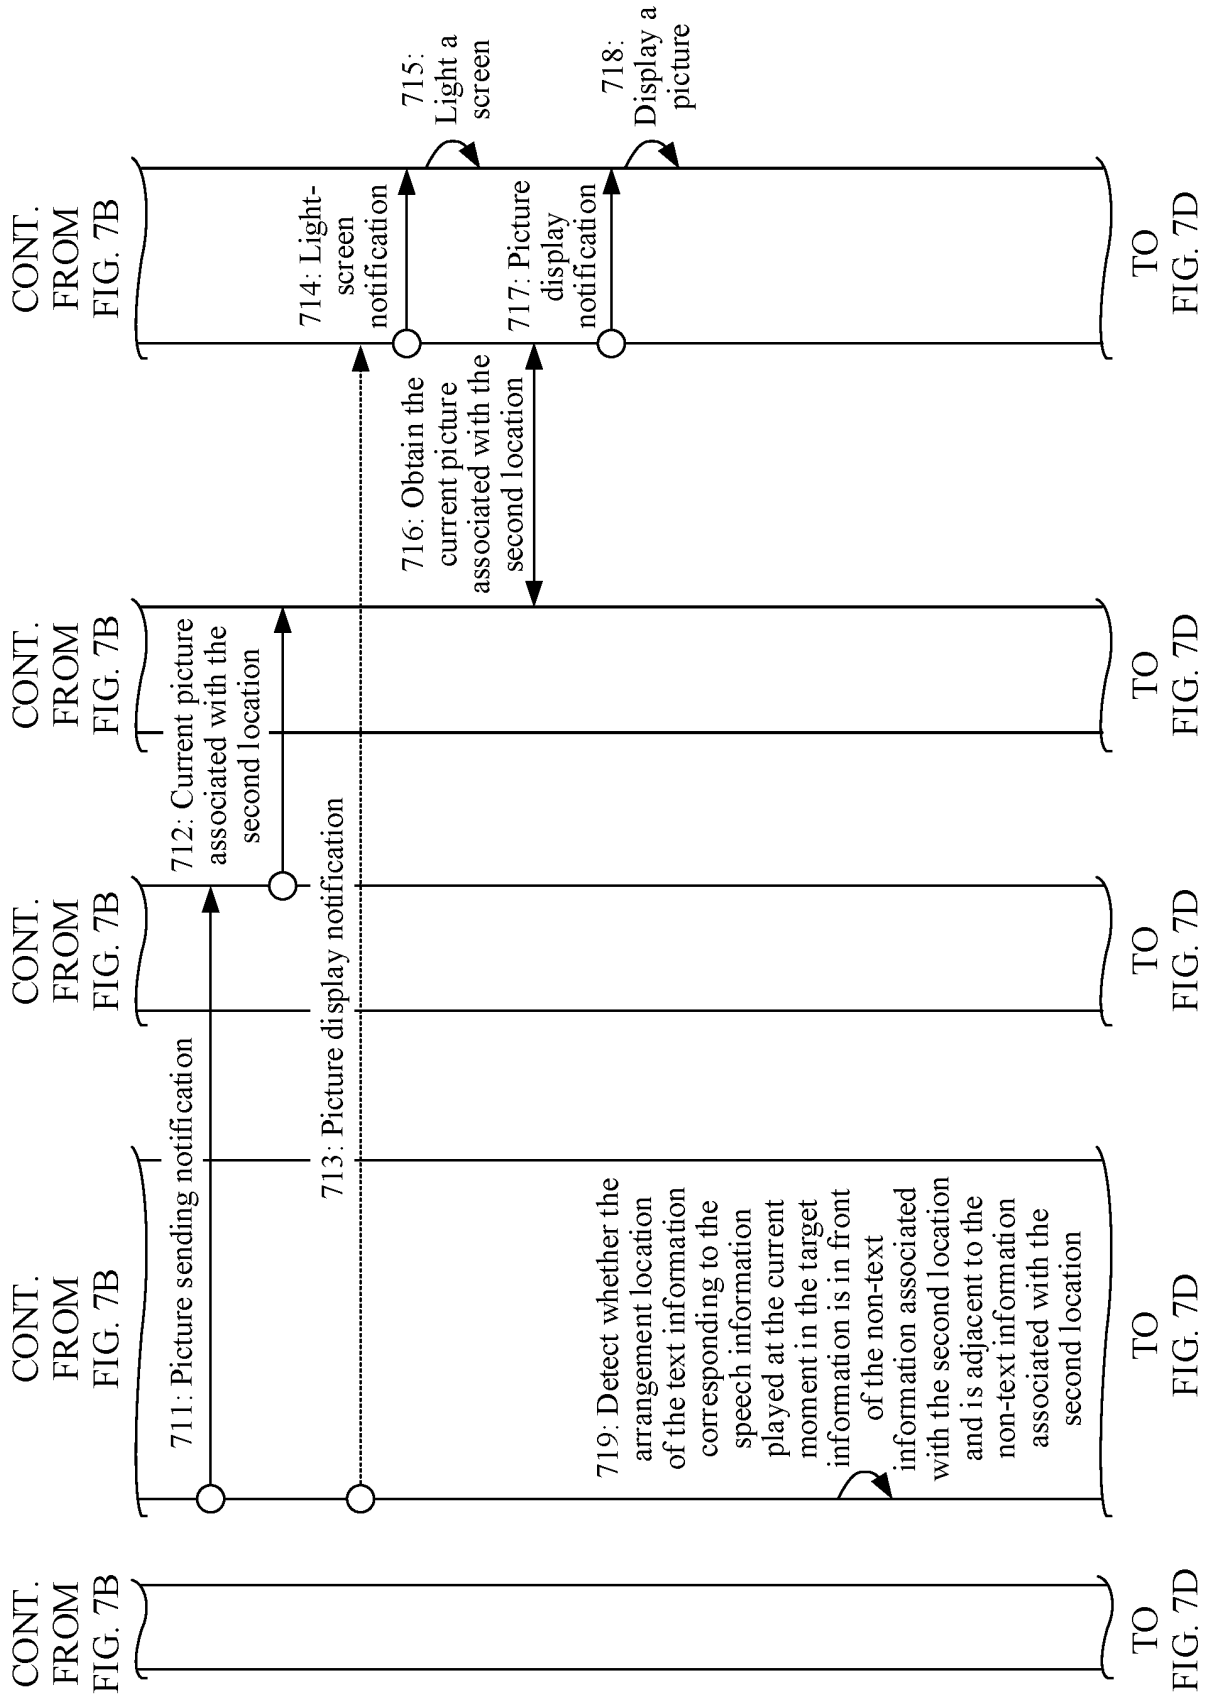 CONT.
FROM
FIG. 7B
CONT.
FROM
FIG. 7B
CONT.
FROM
FIG. 7B
CONT.
FROM
FIG. 7B
CONT.
FROM
FIG. 7B
711: Picture sending notification
712: Current picture
associated with the
second location
713: Picture display notification
714: Light-
screen
notification
715:
Light a
screen
716: Obtain the
current picture
associated with the
second location
717: Picture
display
notification
718:
Display a
picture
719: Detect whether the
arrangement location
of the text information
corresponding to the
speech information
played at the current
moment in the target
information is in front
of the non-text
information associated
with the second location
and is adjacent to the
non-text information
associated with the
second location
TO
FIG. 7D
TO
FIG. 7D
TO
FIG. 7D
TO
FIG. 7D
TO
FIG. 7D